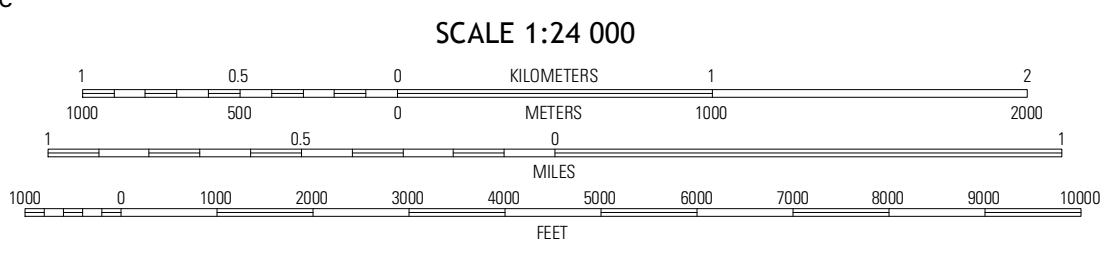 c
SCALE 1:24 000
1 0.5 0 KILOMETERS 1 2
1000 500 0 METERS 1000 2000
1 0.5 0 1
MILES
1000 0 1000 2000 3000 4000 5000 6000 7000 8000 9000 10000
FEET